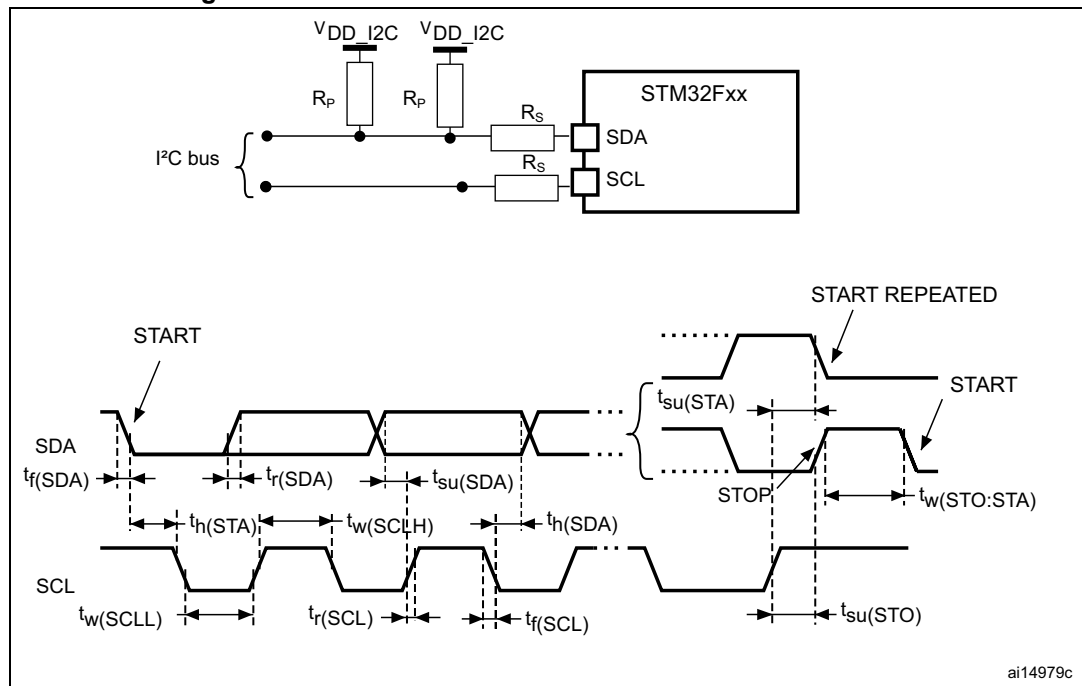 VDD_I2C VDD_I2C
STM32Fxx
RP RP
RS
SDA
I²C bus
RS
SCL
START REPEATED
START
START
tsu(STA)
SDA
tf(SDA) tr(SDA) tsu(SDA)
STOP
tw(STO:STA)
th(STA) tw(SCLH) th(SDA)
SCL
tw(SCLL) tr(SCL) tf(SCL) tsu(STO)
ai14979c